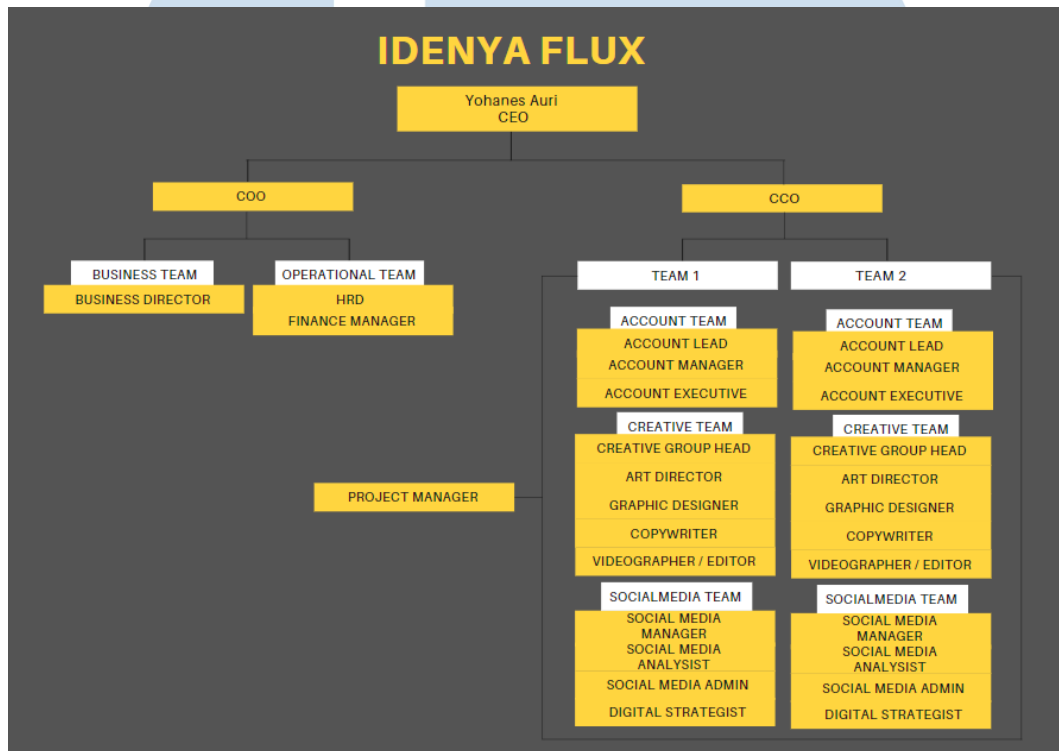 IDENYA FLUX
Yohanes Auri
CEO
COO
CCO
BUSINESS TEAM
BUSINESS DIRECTOR
OPERATIONAL TEAM
HRD
FINANCE MANAGER
PROJECT MANAGER
TEAM 1
ACCOUNT TEAM
ACCOUNT LEAD
ACCOUNT MANAGER
ACCOUNT EXECUTIVE
CREATIVE TEAM
CREATIVE GROUP HEAD
ART DIRECTOR
GRAPHIC DESIGNER
COPYWRITER
VIDEOGRAPHER / EDITOR
SOCIALMEDIA TEAM
SOCIAL MEDIA
MANAGER
SOCIAL MEDIA
ANALYSIST
SOCIAL MEDIA ADMIN
DIGITAL STRATEGIST
TEAM 2
ACCOUNT TEAM
ACCOUNT LEAD
ACCOUNT MANAGER
ACCOUNT EXECUTIVE
CREATIVE TEAM
CREATIVE GROUP HEAD
ART DIRECTOR
GRAPHIC DESIGNER
COPYWRITER
VIDEOGRAPHER / EDITOR
SOCIALMEDIA TEAM
SOCIAL MEDIA
MANAGER
SOCIAL MEDIA
ANALYSIST
SOCIAL MEDIA ADMIN
DIGITAL STRATEGIST